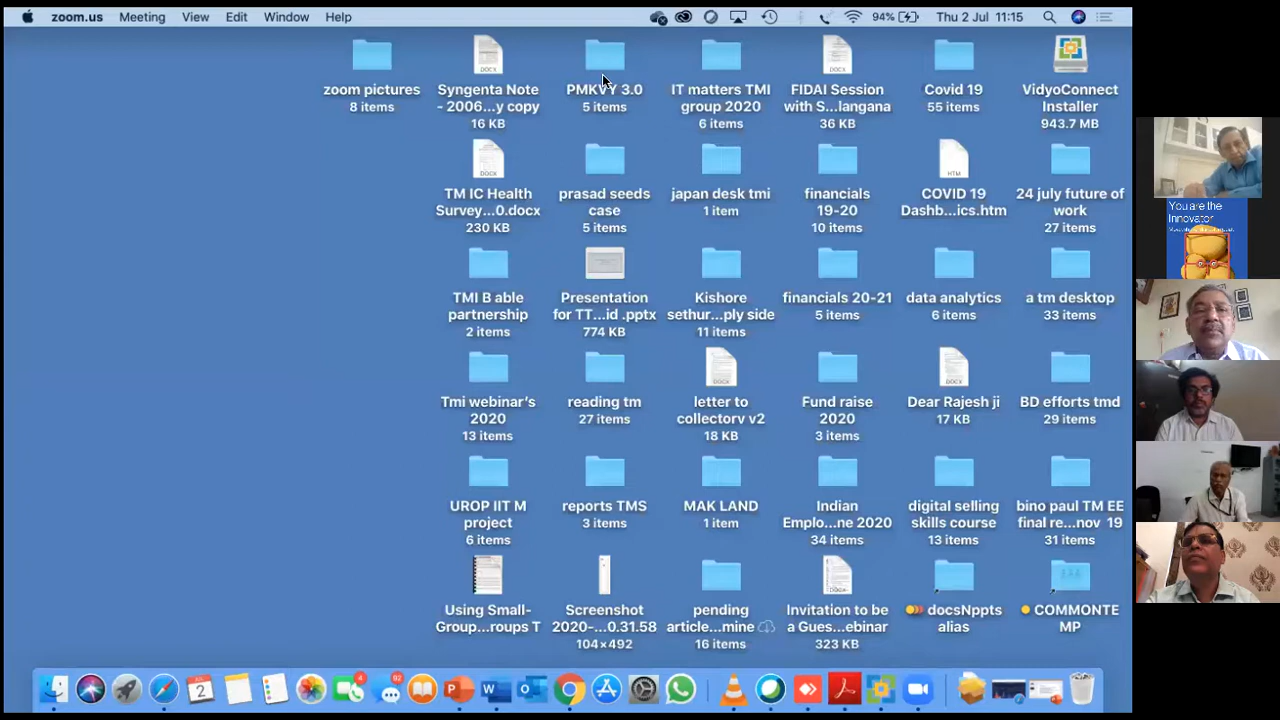 zoom.us Meeting View Edit Window Help 94% Thu 2 Jul 11:15
zoom pictures
8 items
Syngenta Note
- 2006...y copy
16 KB
PMKVY 3.0
5 items
IT matters TMI
group 2020
6 items
FIDAI Session
with S...langana
36 KB
Covid 19
55 items
VidyoConnect
Installer
943.7 MB
TM IC Health
Survey...0.docx
230 KB
prasad seeds
case
5 items
japan desk tmi
1 item
financials
19-20
10 items
COVID 19
Dashb...ics.htm
24 july future of
work
27 items
TMI B able
partnership
2 items
Presentation
for TT...id .pptx
774 KB
Kishore
sethur...ply side
11 items
financials 20-21
5 items
data analytics
6 items
a tm desktop
33 items
Tmi webinar's
2020
13 items
reading tm
27 items
letter to
collectorv v2
18 KB
Fund raise
2020
3 items
Dear Rajesh ji
17 KB
BD efforts tmd
29 items
UROP IIT M
project
6 items
reports TMS
3 items
MAK LAND
1 item
Indian
Emplo...ne 2020
34 items
digital selling
skills course
13 items
bino paul TM EE
final re...nov 19
31 items
Using Small-
Group...roups T
Screenshot
2020-...0.31.58
104×492
pending
article...mine
16 items
Invitation to be
a Gues...ebinar
323 KB
docsNppts
alias
COMMONTE
MP
DOCX
DOCX
DOCX
HTM
DOCX
DOCX
DOCX
You are the
Innovator
JUL
2
4
92